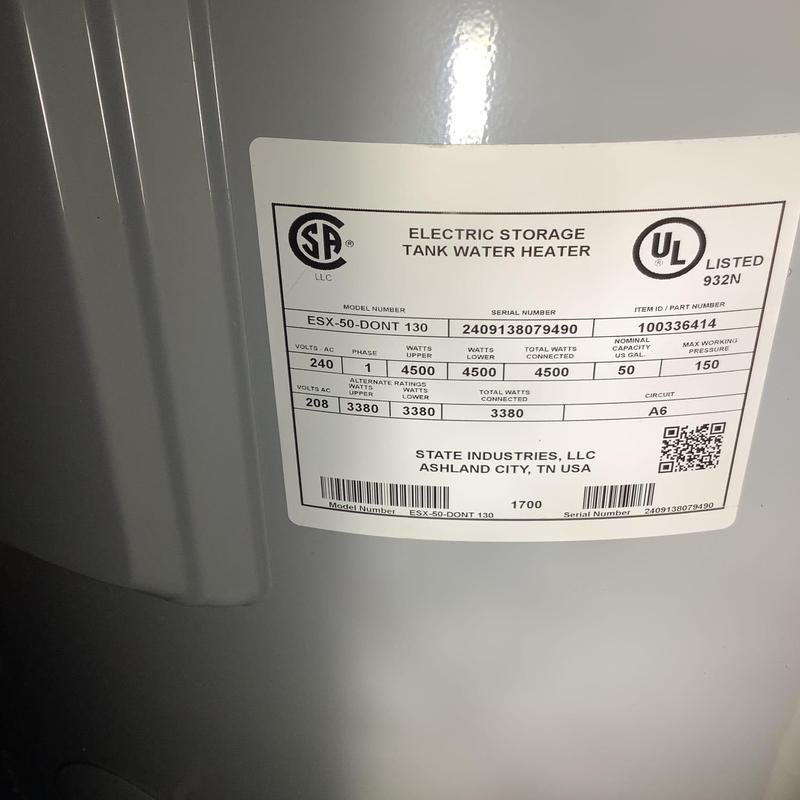 SA ®
LLC
ELECTRIC STORAGE
TANK WATER HEATER
UL ®
LISTED
932N
MODEL NUMBER SERIAL NUMBER ITEM ID / PART NUMBER
ESX-50-DONT 130 2409138079490 100336414
VOLTS - AC PHASE WATTS UPPER WATTS LOWER TOTAL WATTS CONNECTED NOMINAL CAPACITY US GAL. MAX WORKING PRESSURE
240 1 4500 4500 4500 50 150
ALTERNATE RATINGS
VOLTS AC WATTS UPPER WATTS LOWER TOTAL WATTS CONNECTED CIRCUIT
208 3380 3380 3380 A6
STATE INDUSTRIES, LLC
ASHLAND CITY, TN USA
1700
Model Number ESX-50-DONT 130 Serial Number 2409138079490